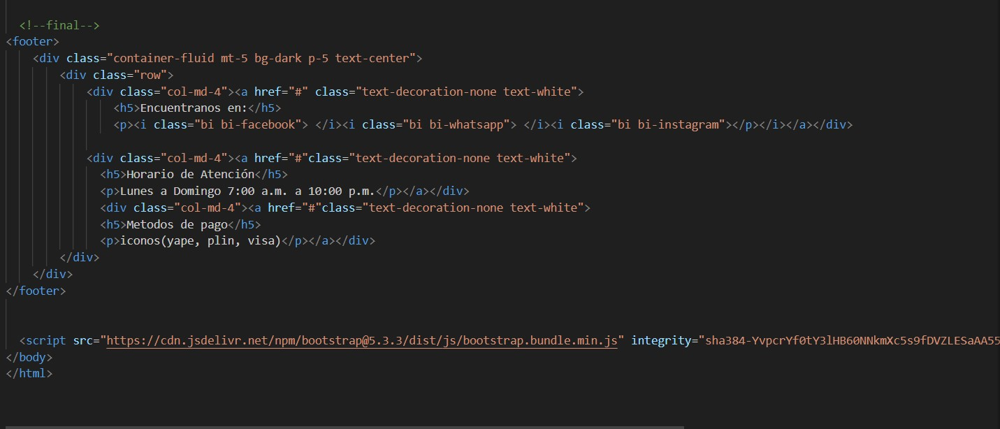 <!--final-->
<footer>
<div class="container-fluid mt-5 bg-dark p-5 text-center">
<div class="row">
<div class="col-md-4"><a href="#" class="text-decoration-none text-white">
<h5>Encuentranos en:</h5>
<p><i class="bi bi-facebook"> </i><i class="bi bi-whatsapp"> </i><i class="bi bi-instagram"></p></i></a></div>
<div class="col-md-4"><a href="#"class="text-decoration-none text-white">
<h5>Horario de Atención</h5>
<p>Lunes a Domingo 7:00 a.m. a 10:00 p.m.</p></a></div>
<div class="col-md-4"><a href="#"class="text-decoration-none text-white">
<h5>Metodos de pago</h5>
<p>iconos(yape, plin, visa)</p></a></div>
</div>
</div>
</footer>
<script src="https://cdn.jsdelivr.net/npm/bootstrap@5.3.3/dist/js/bootstrap.bundle.min.js" integrity="sha384-YvpcrYf0tY3lHB60NNkmXc5s9fDVZLESaAA55
</body>
</html>